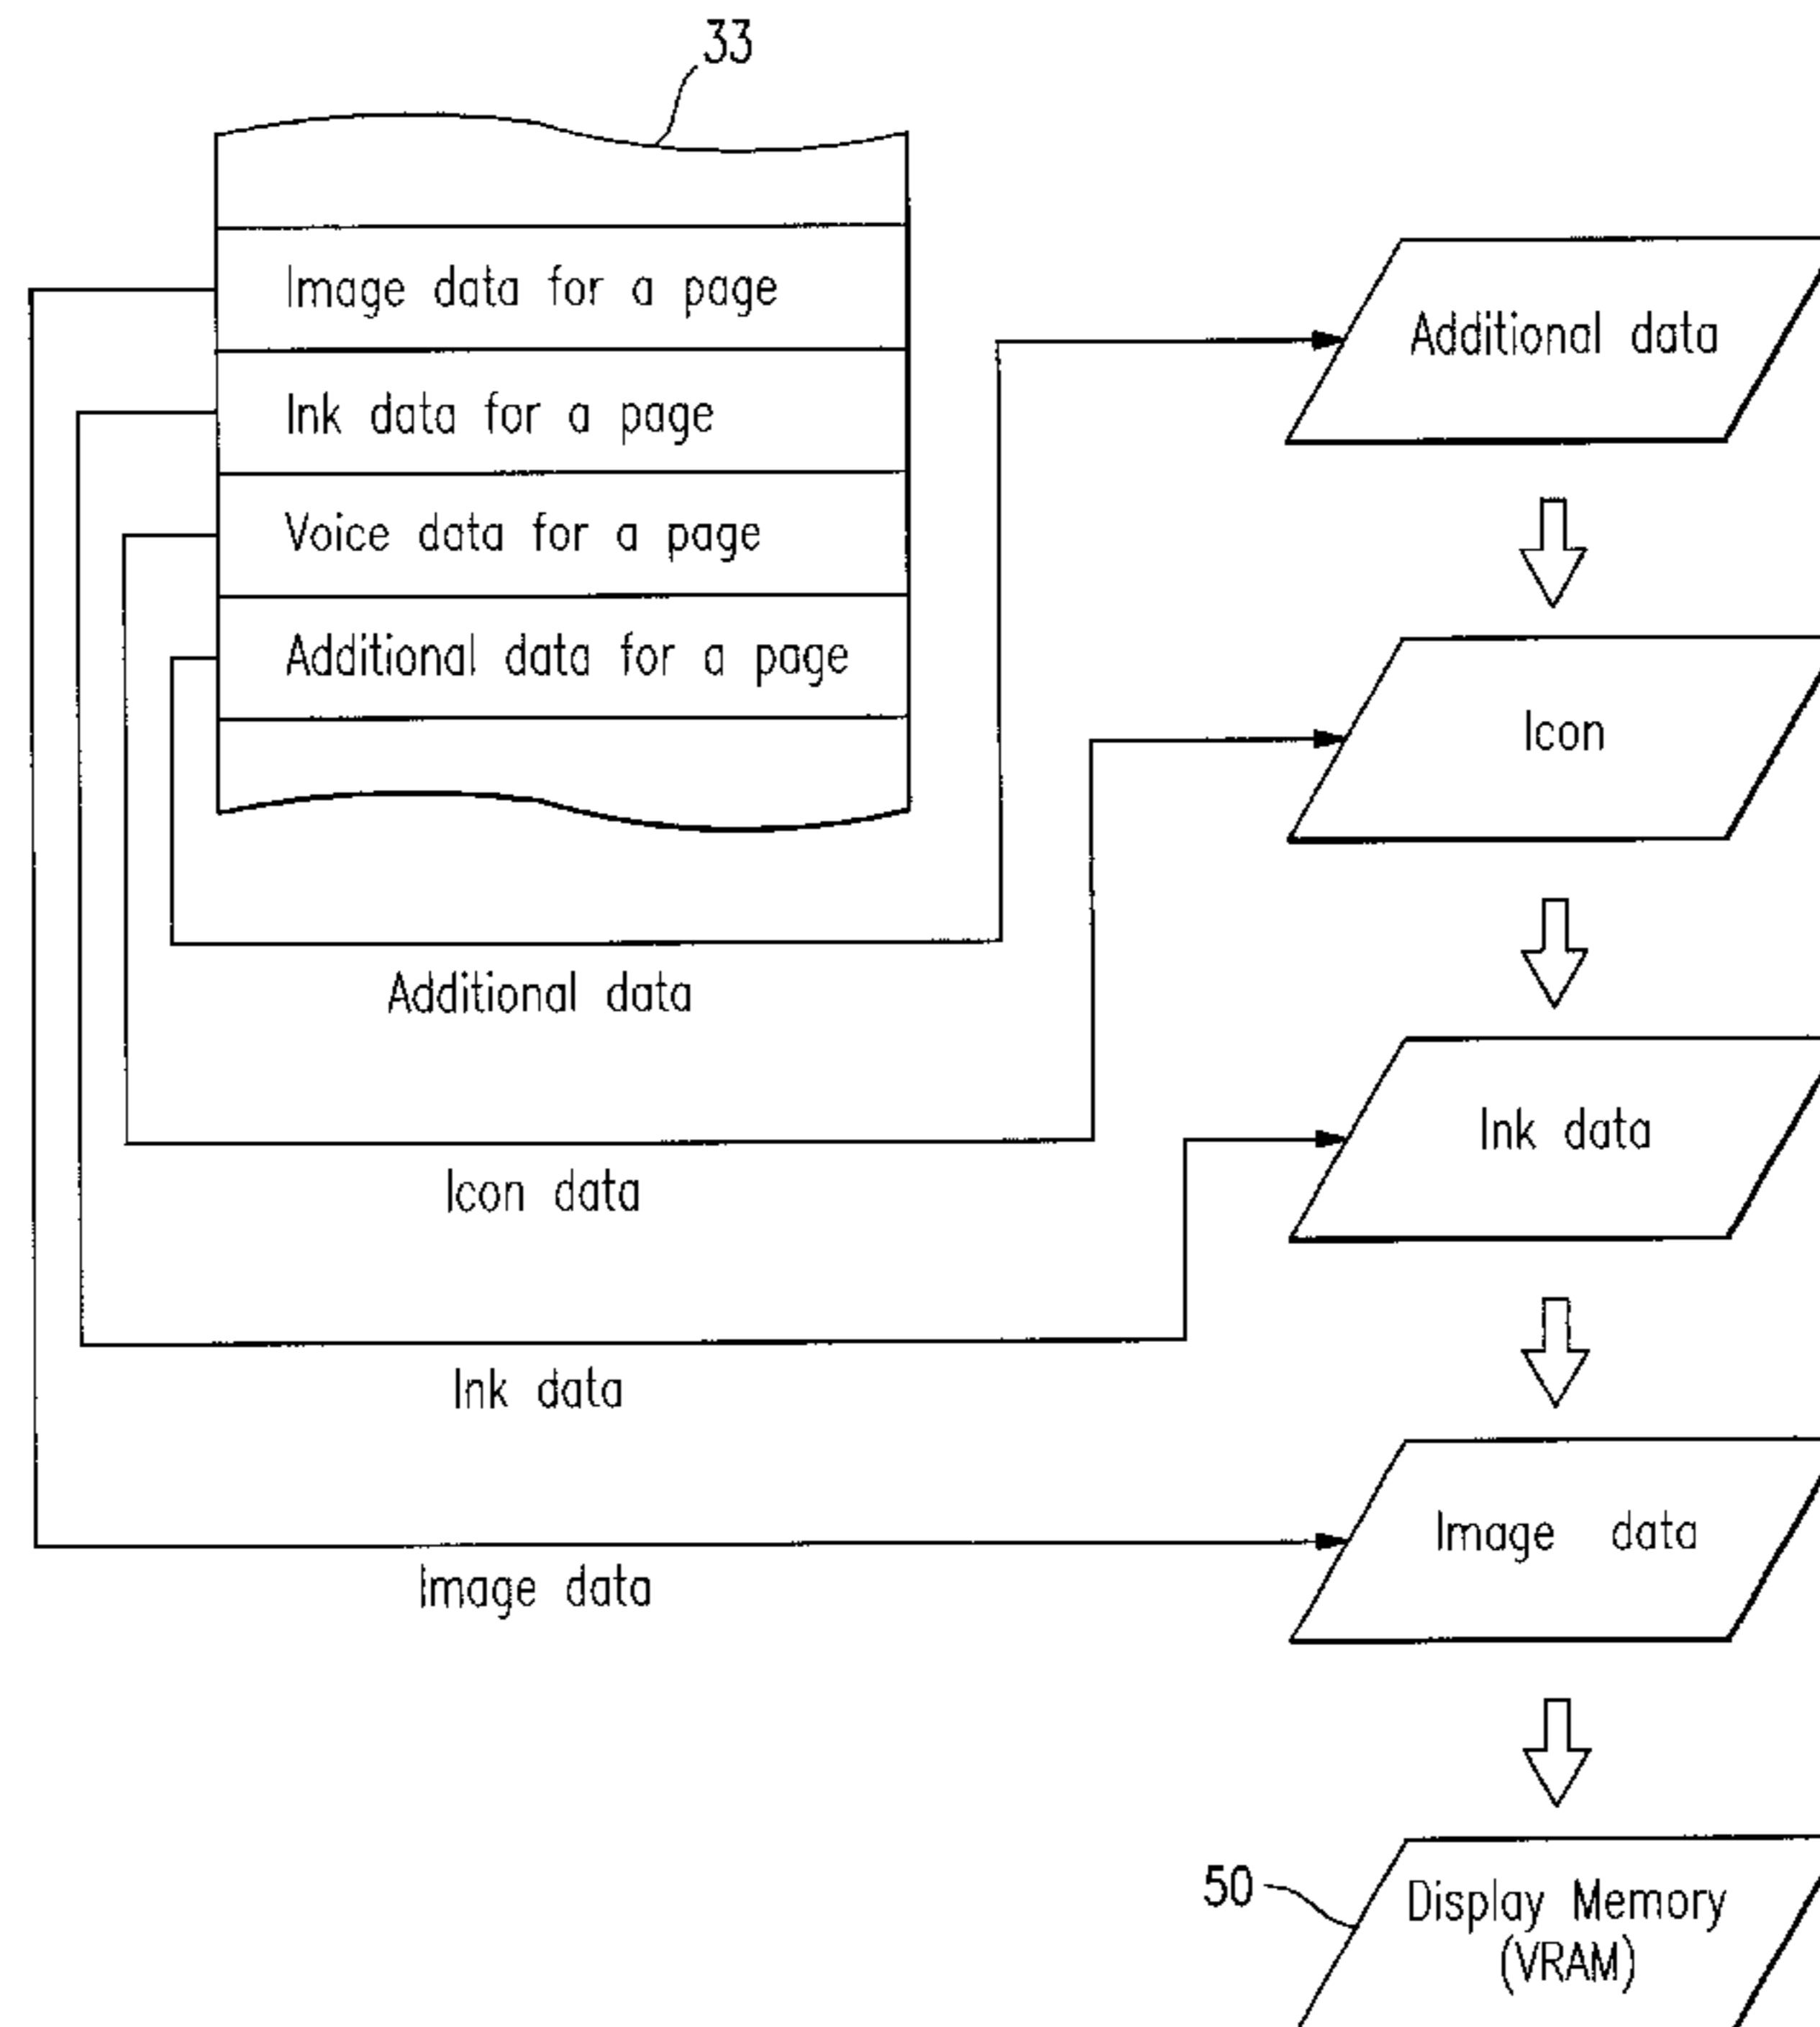 33
Image data for a page
Ink data for a page
Voice data for a page
Additional data for a page
Additional data
Icon data
Ink data
Image data
Additional data
Icon
Ink data
Image data
50
Display Memory
(VRAM)